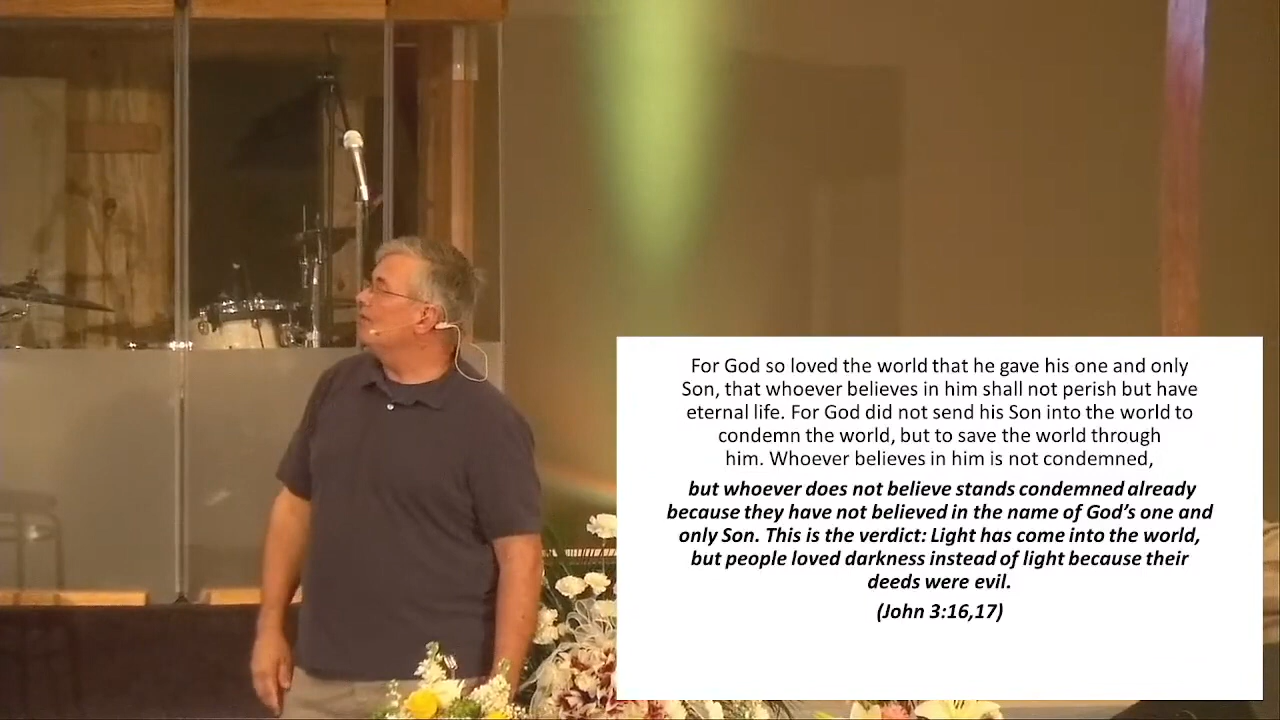 For God so loved the world that he gave his one and only
Son, that whoever believes in him shall not perish but have
eternal life. For God did not send his Son into the world to
condemn the world, but to save the world through
him. Whoever believes in him is not condemned,
but whoever does not believe stands condemned already
because they have not believed in the name of God’s one and
only Son. This is the verdict: Light has come into the world,
but people loved darkness instead of light because their
deeds were evil.
(John 3:16,17)